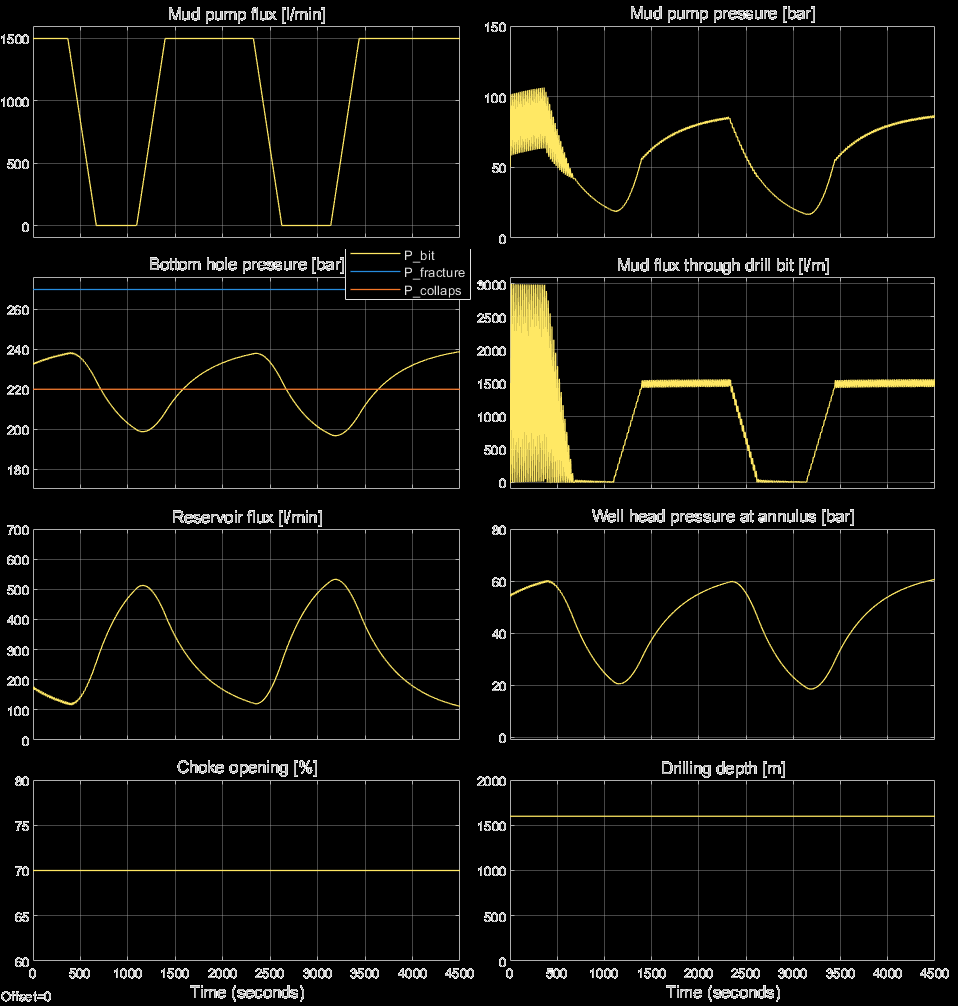 Mud pump flux [l/min]
1500
1000
500
0
Mud pump pressure [bar]
150
100
50
0
Bottom hole pressure [bar]
P_bit
P_fracture
P_collaps
260
240
220
200
180
Mud flux through drill bit [l/m]
3000
2500
2000
1500
1000
500
0
Reservoir flux [l/min]
700
600
500
400
300
200
100
0
Well head pressure at annulus [bar]
80
60
40
20
0
Choke opening [%]
80
75
70
65
60
0 500 1000 1500 2000 2500 3000 3500 4000 4500
Time (seconds)
Offset=0
Drilling depth [m]
2000
1500
1000
500
0
0 500 1000 1500 2000 2500 3000 3500 4000 4500
Time (seconds)